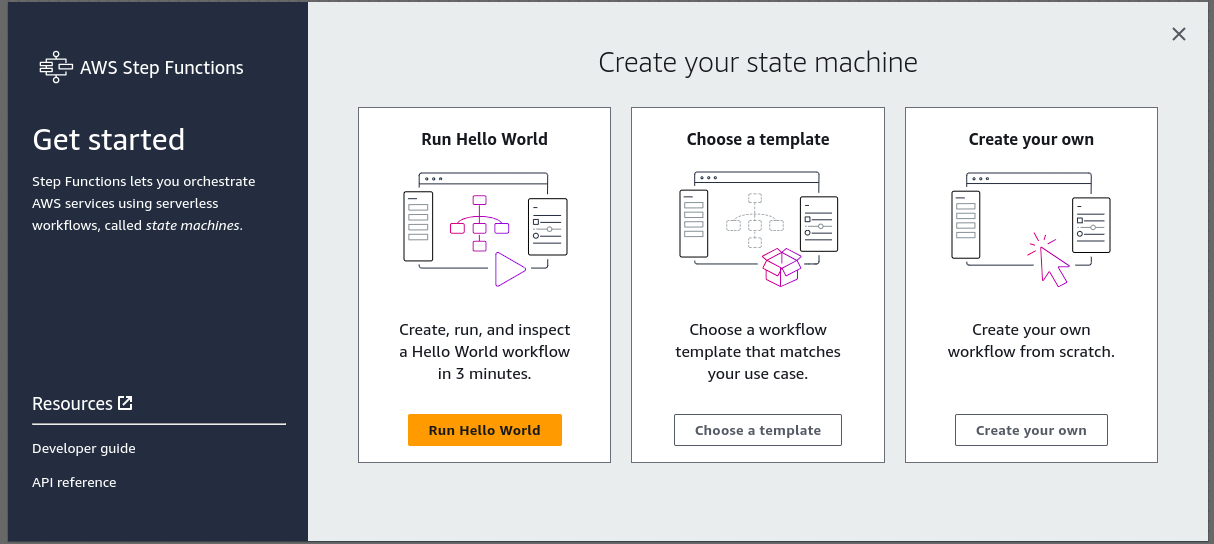 AWS Step Functions
Get started
Step Functions lets you orchestrate
AWS services using serverless
workflows, called state machines.
Resources
Developer guide
API reference
Create your state machine
Run Hello World
Create, run, and inspect
a Hello World workflow
in 3 minutes.
Run Hello World
Choose a template
Choose a workflow
template that matches
your use case.
Choose a template
Create your own
Create your own
workflow from scratch.
Create your own